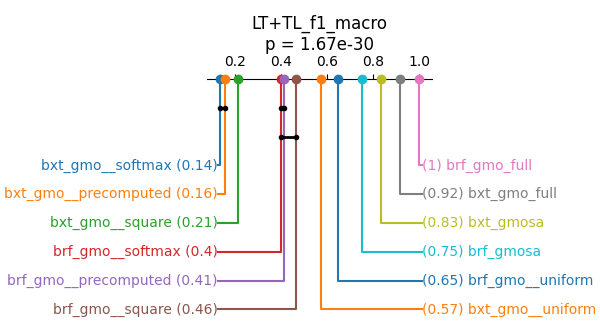 LT+TL_f1_macro
p = 1.67e-30
0.2 0.4 0.6 0.8 1.0
bxt_gmo__softmax (0.14) (1) brf_gmo_full
bxt_gmo__precomputed (0.16) (0.92) bxt_gmo_full
bxt_gmo__square (0.21) (0.83) bxt_gmosa
brf_gmo__softmax (0.4) (0.75) brf_gmosa
brf_gmo__precomputed (0.41) (0.65) brf_gmo__uniform
brf_gmo__square (0.46) (0.57) bxt_gmo__uniform